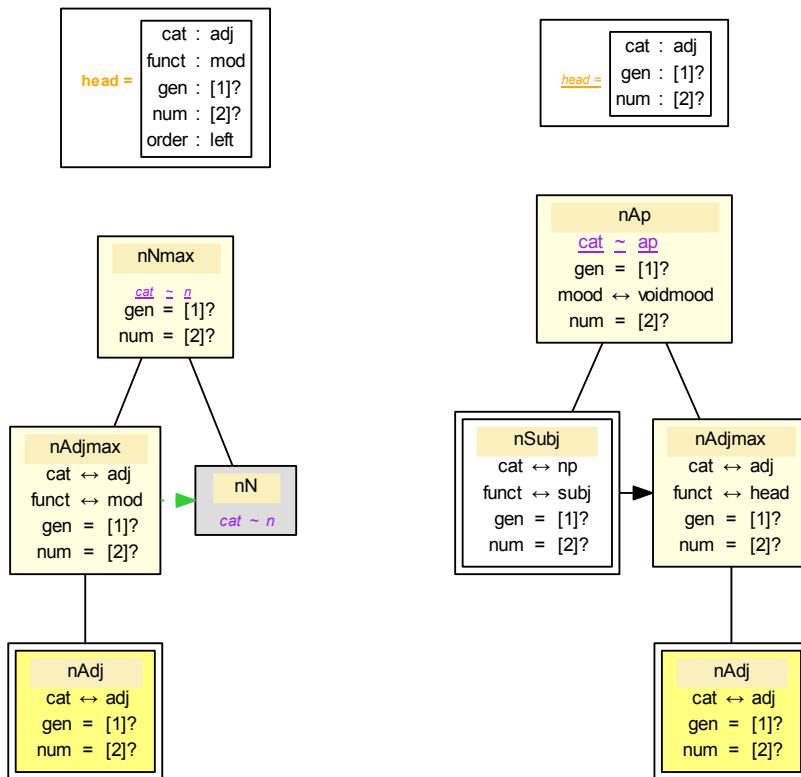 head =
cat : adj
funct : mod
gen : [1]?
num : [2]?
order : left
nNmax
cat ~ n
gen = [1]?
num = [2]?
nAdjmax
cat ↔ adj
funct ↔ mod
gen = [1]?
num = [2]?
nN
cat ~ n
nAdj
cat ↔ adj
gen = [1]?
num = [2]?
head =
cat : adj
gen : [1]?
num : [2]?
nAp
cat ~ ap
gen = [1]?
mood ↔ voidmood
num = [2]?
nSubj
cat ↔ np
funct ↔ subj
gen = [1]?
num = [2]?
nAdjmax
cat ↔ adj
funct ↔ head
gen = [1]?
num = [2]?
nAdj
cat ↔ adj
gen = [1]?
num = [2]?